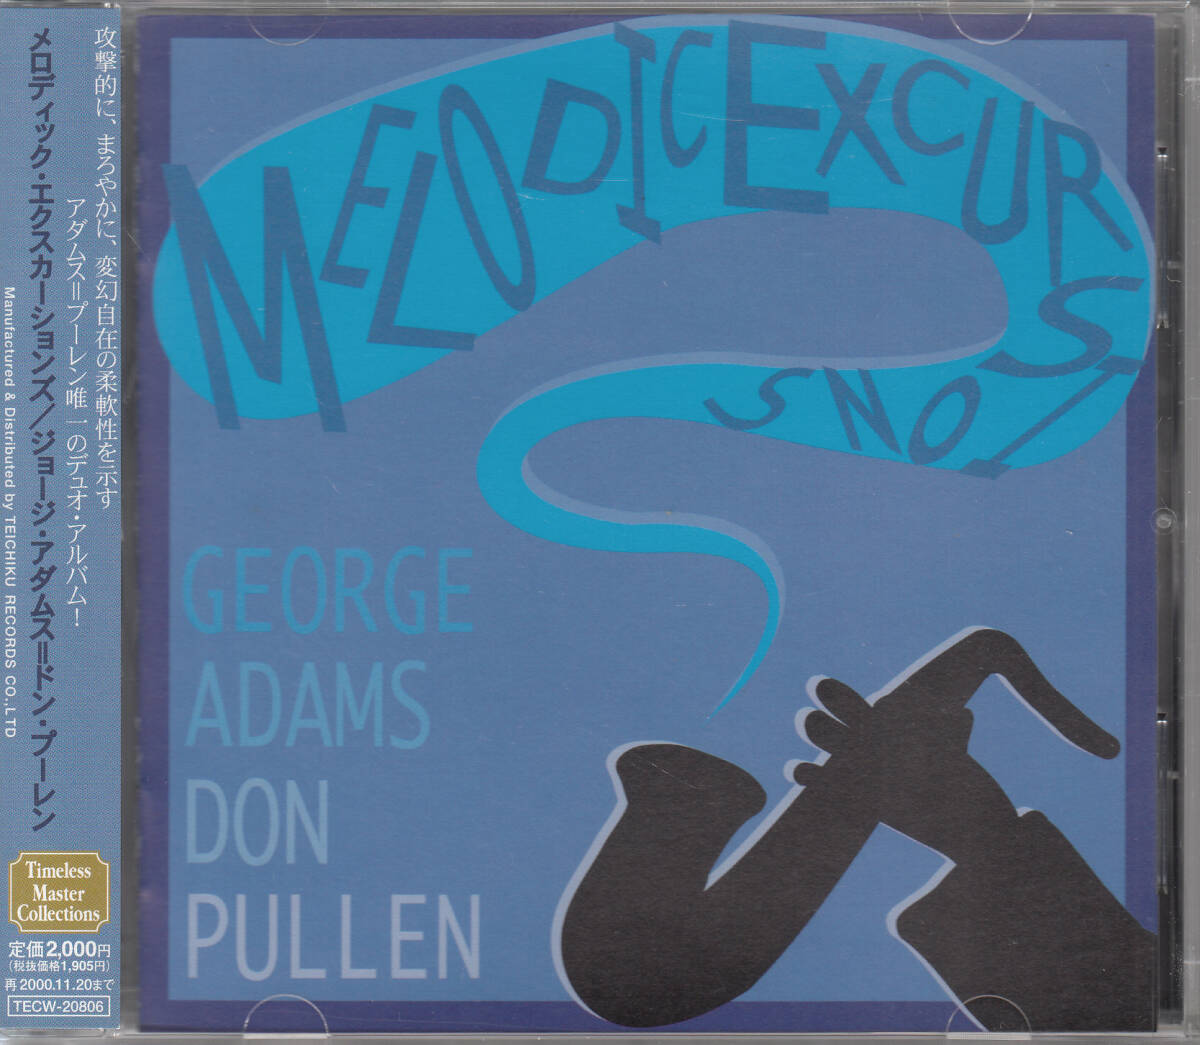 攻撃的に、まろやかに、変幻自在の柔軟性を示す
アダムス=プーレン唯一のデュオ・アルバム!
メロディック・エクスカーションズ/ジョージ・アダムス=ドン・プーレン
Manufactured & Distributed by TEICHIKU RECORDS CO.,LTD
Timeless
Master
Collections
定価2,000円
(税抜価格1,905円)
再2000.11.20まで
TECW-20806
MELODIC EXCURSIONS
GEORGE
ADAMS
DON
PULLEN